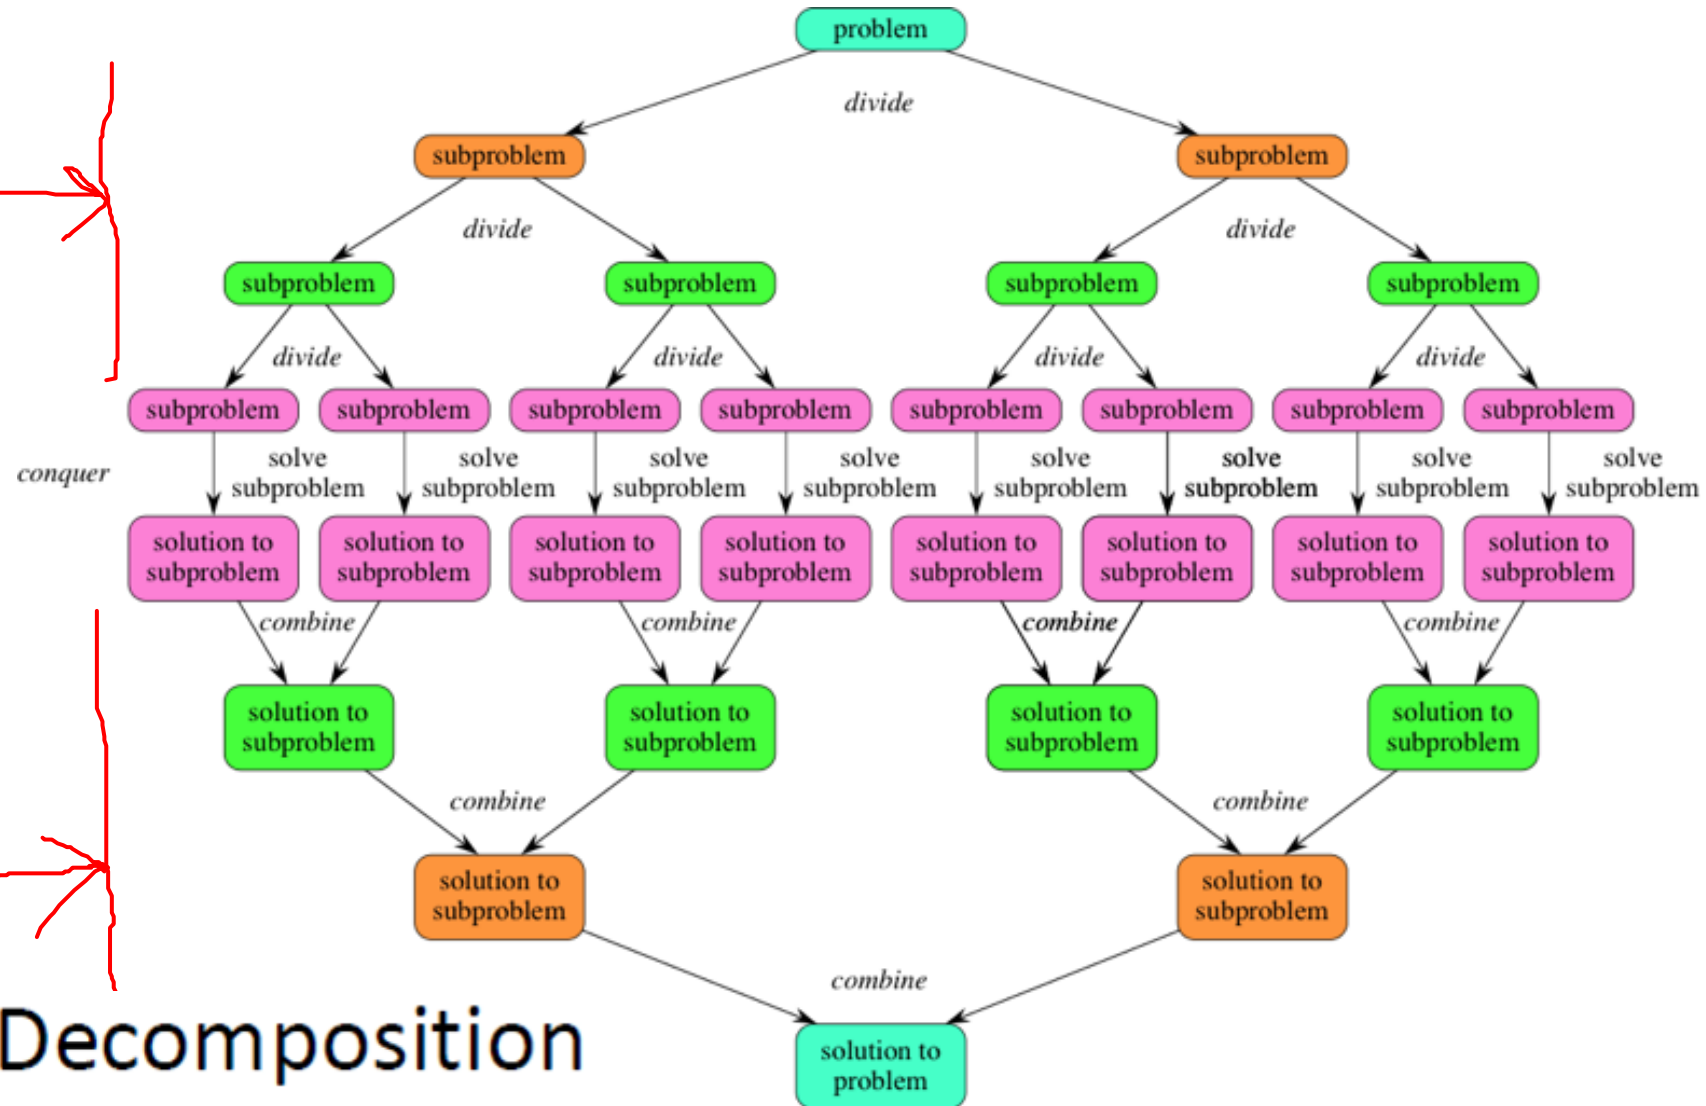 problem
divide
subproblem subproblem
divide divide
subproblem subproblem subproblem subproblem
divide divide divide divide
subproblem subproblem subproblem subproblem subproblem subproblem subproblem subproblem
conquer
solve solve solve solve solve solve solve solve
subproblem subproblem subproblem subproblem subproblem subproblem subproblem subproblem
solution to solution to solution to solution to solution to solution to solution to solution to
subproblem subproblem subproblem subproblem subproblem subproblem subproblem subproblem
combine combine combine combine
solution to solution to solution to solution to
subproblem subproblem subproblem subproblem
combine combine
solution to solution to
subproblem subproblem
combine
Decomposition
solution to
problem